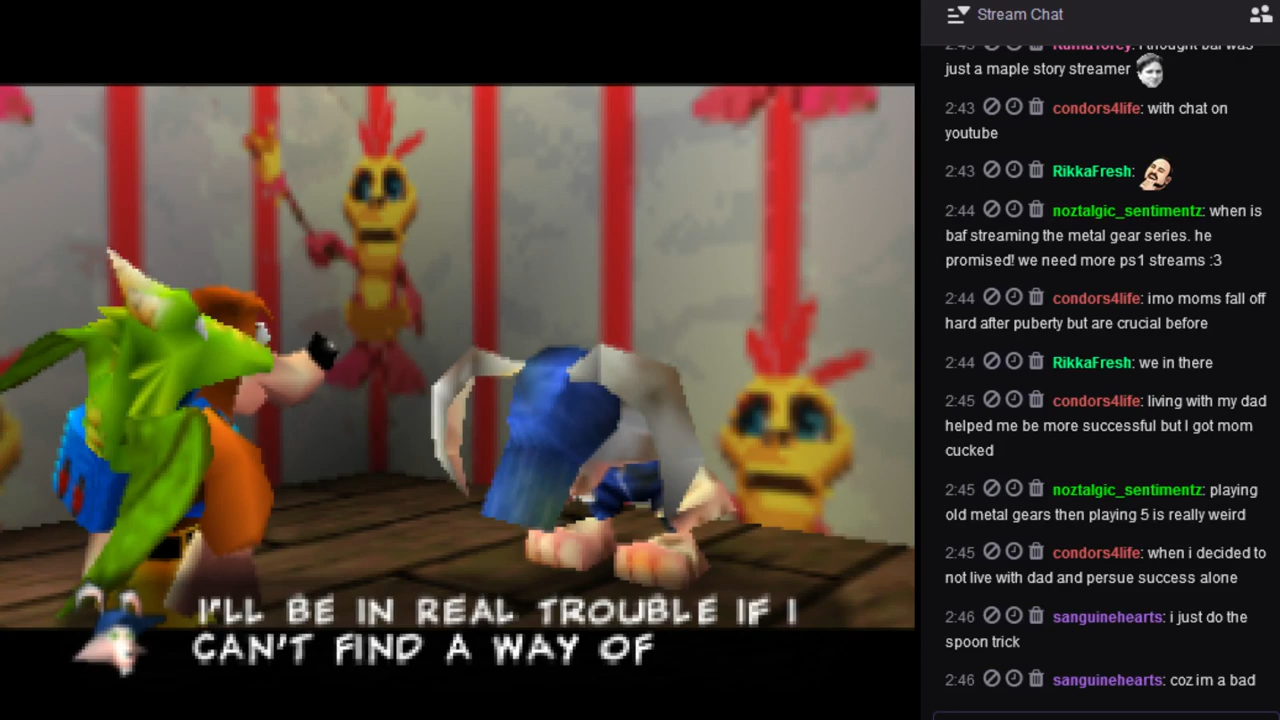 I'LL BE IN REAL TROUBLE IF I
CAN'T FIND A WAY OF
Stream Chat
just a maple story streamer
2:43 condors4life: with chat on
youtube
2:43 RikkaFresh:
2:44 noztalgic_sentimentz: when is
baf streaming the metal gear series. he
promised! we need more ps1 streams :3
2:44 condors4life: imo moms fall off
hard after puberty but are crucial before
2:44 RikkaFresh: we in there
2:45 condors4life: living with my dad
helped me be more successful but I got mom
cucked
2:45 noztalgic_sentimentz: playing
old metal gears then playing 5 is really weird
2:45 condors4life: when i decided to
not live with dad and persue success alone
2:46 sanguinehearts: i just do the
spoon trick
2:46 sanguinehearts: coz im a bad